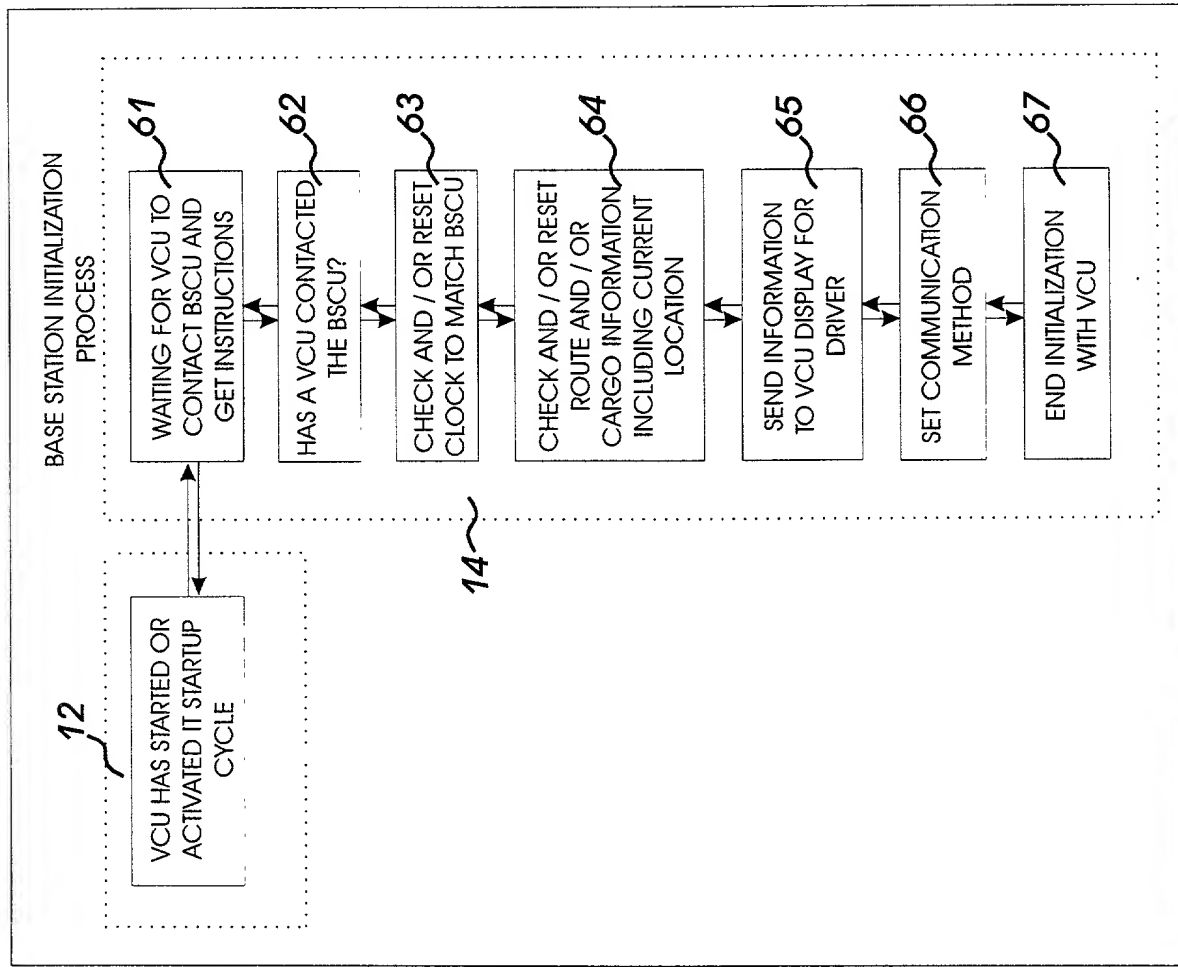 BASE STATION INITIALIZATION
PROCESS
12
VCU HAS STARTED OR
ACTIVATED IT STARTUP
CYCLE
14
61
WAITING FOR VCU TO
CONTACT BSCU AND
GET INSTRUCTIONS
62
HAS A VCU CONTACTED
THE BSCU?
63
CHECK AND / OR RESET
CLOCK TO MATCH BSCU
64
CHECK AND / OR RESET
ROUTE AND / OR
CARGO INFORMATION
INCLUDING CURRENT
LOCATION
65
SEND INFORMATION
TO VCU DISPLAY FOR
DRIVER
66
SET COMMUNICATION
METHOD
67
END INITIALIZATION
WITH VCU